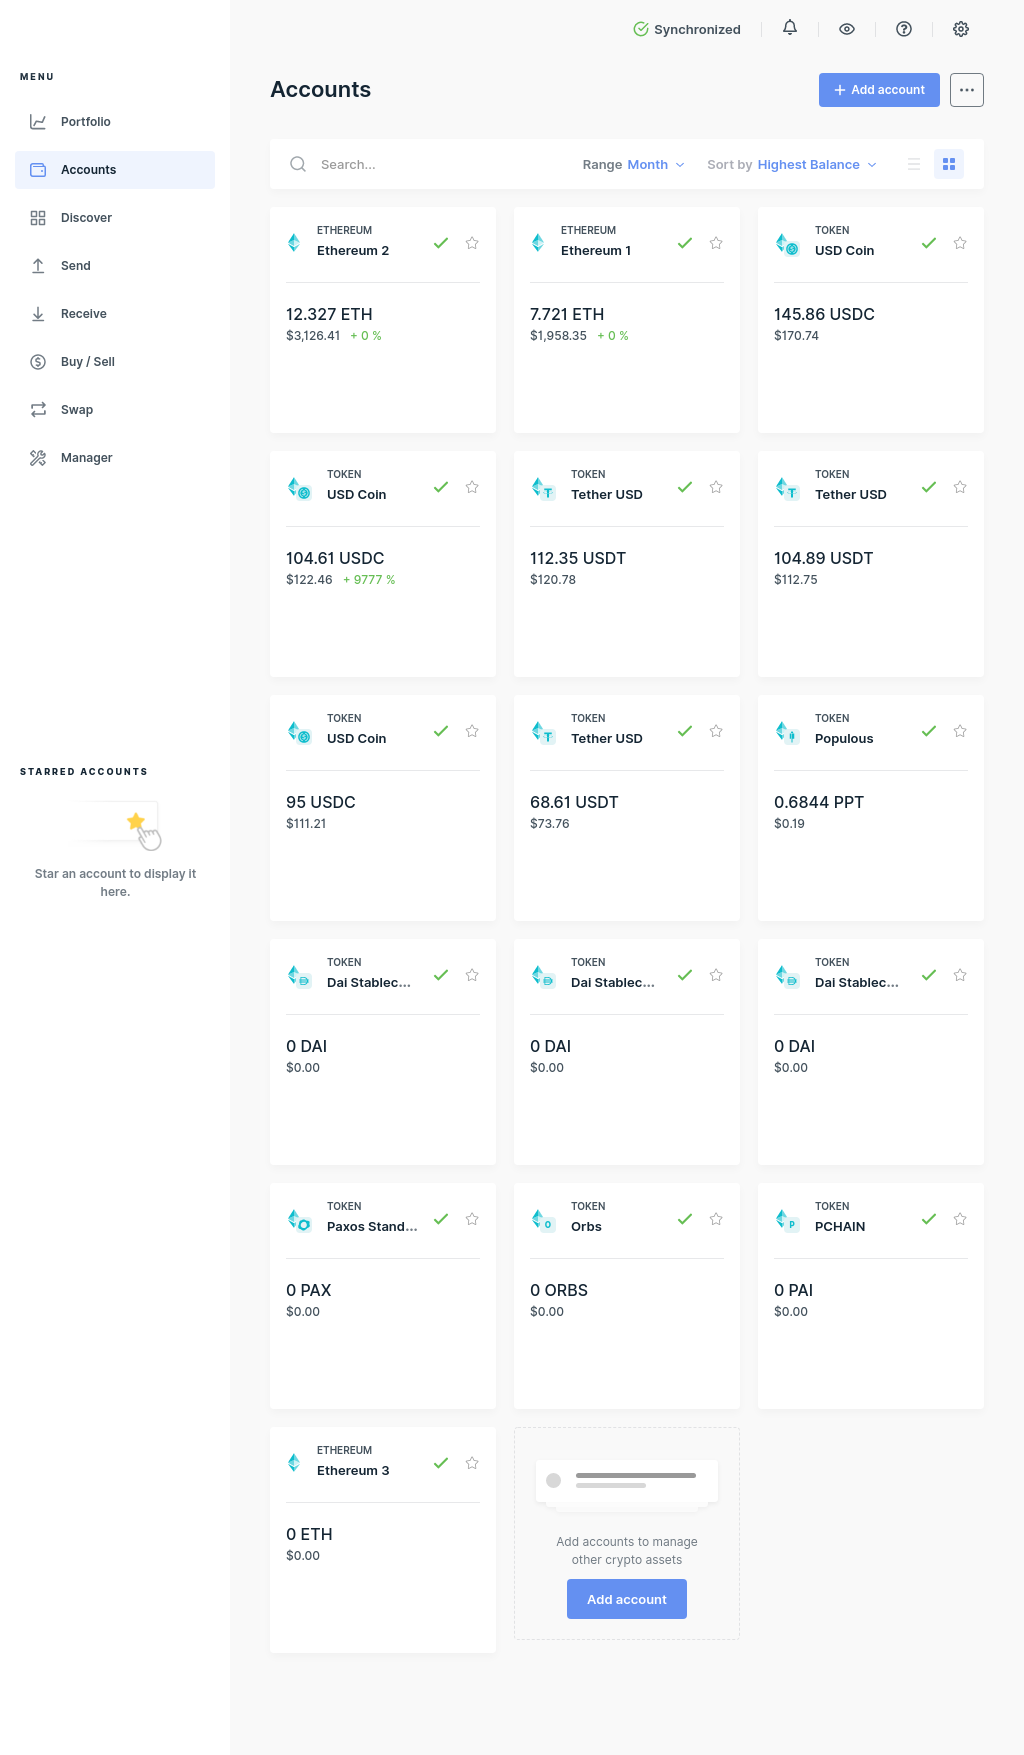 Synchronized
MENU
Portfolio
Accounts
Discover
Send
Receive
Buy / Sell
Swap
Manager
STARRED ACCOUNTS
Star an account to display it
here.
Accounts
+ Add account
Search...
Range Month
Sort by Highest Balance
ETHEREUM
Ethereum 2
12.327 ETH
$3,126.41 + 0 %
ETHEREUM
Ethereum 1
7.721 ETH
$1,958.35 + 0 %
TOKEN
USD Coin
145.86 USDC
$170.74
TOKEN
USD Coin
104.61 USDC
$122.46 + 9777 %
TOKEN
Tether USD
112.35 USDT
$120.78
TOKEN
Tether USD
104.89 USDT
$112.75
TOKEN
USD Coin
95 USDC
$111.21
TOKEN
Tether USD
68.61 USDT
$73.76
TOKEN
Populous
0.6844 PPT
$0.19
TOKEN
Dai Stablec...
0 DAI
$0.00
TOKEN
Dai Stablec...
0 DAI
$0.00
TOKEN
Dai Stablec...
0 DAI
$0.00
TOKEN
Paxos Stand...
0 PAX
$0.00
O
TOKEN
Orbs
0 ORBS
$0.00
P
TOKEN
PCHAIN
0 PAI
$0.00
ETHEREUM
Ethereum 3
0 ETH
$0.00
Add accounts to manage
other crypto assets
Add account